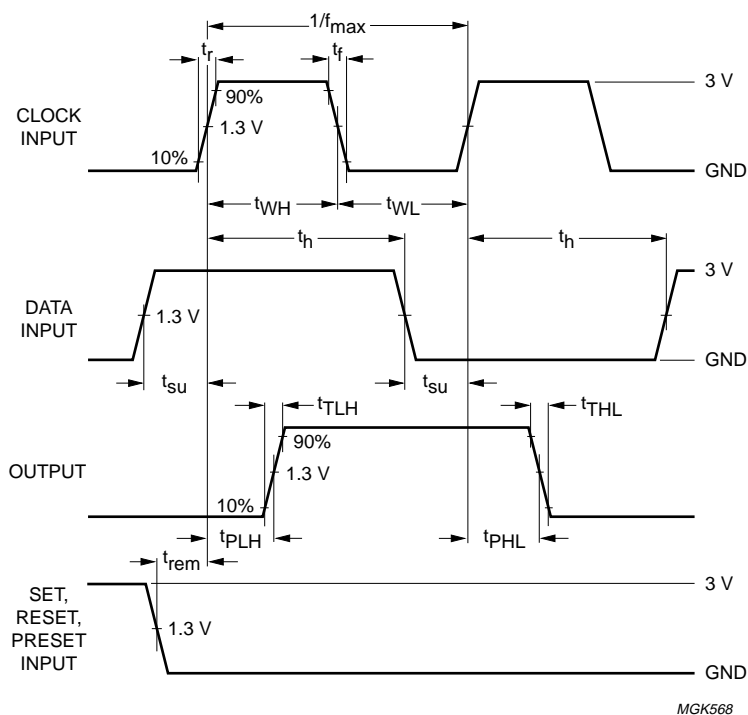 1/fmax
tr
tf
3 V
90%
CLOCK
INPUT
1.3 V
10%
GND
tWH
tWL
th
th
3 V
DATA
INPUT
1.3 V
GND
tsu
tsu
tTLH
tTHL
90%
OUTPUT
1.3 V
10%
tPLH
tPHL
trem
3 V
SET,
RESET,
PRESET
INPUT
1.3 V
GND
MGK568